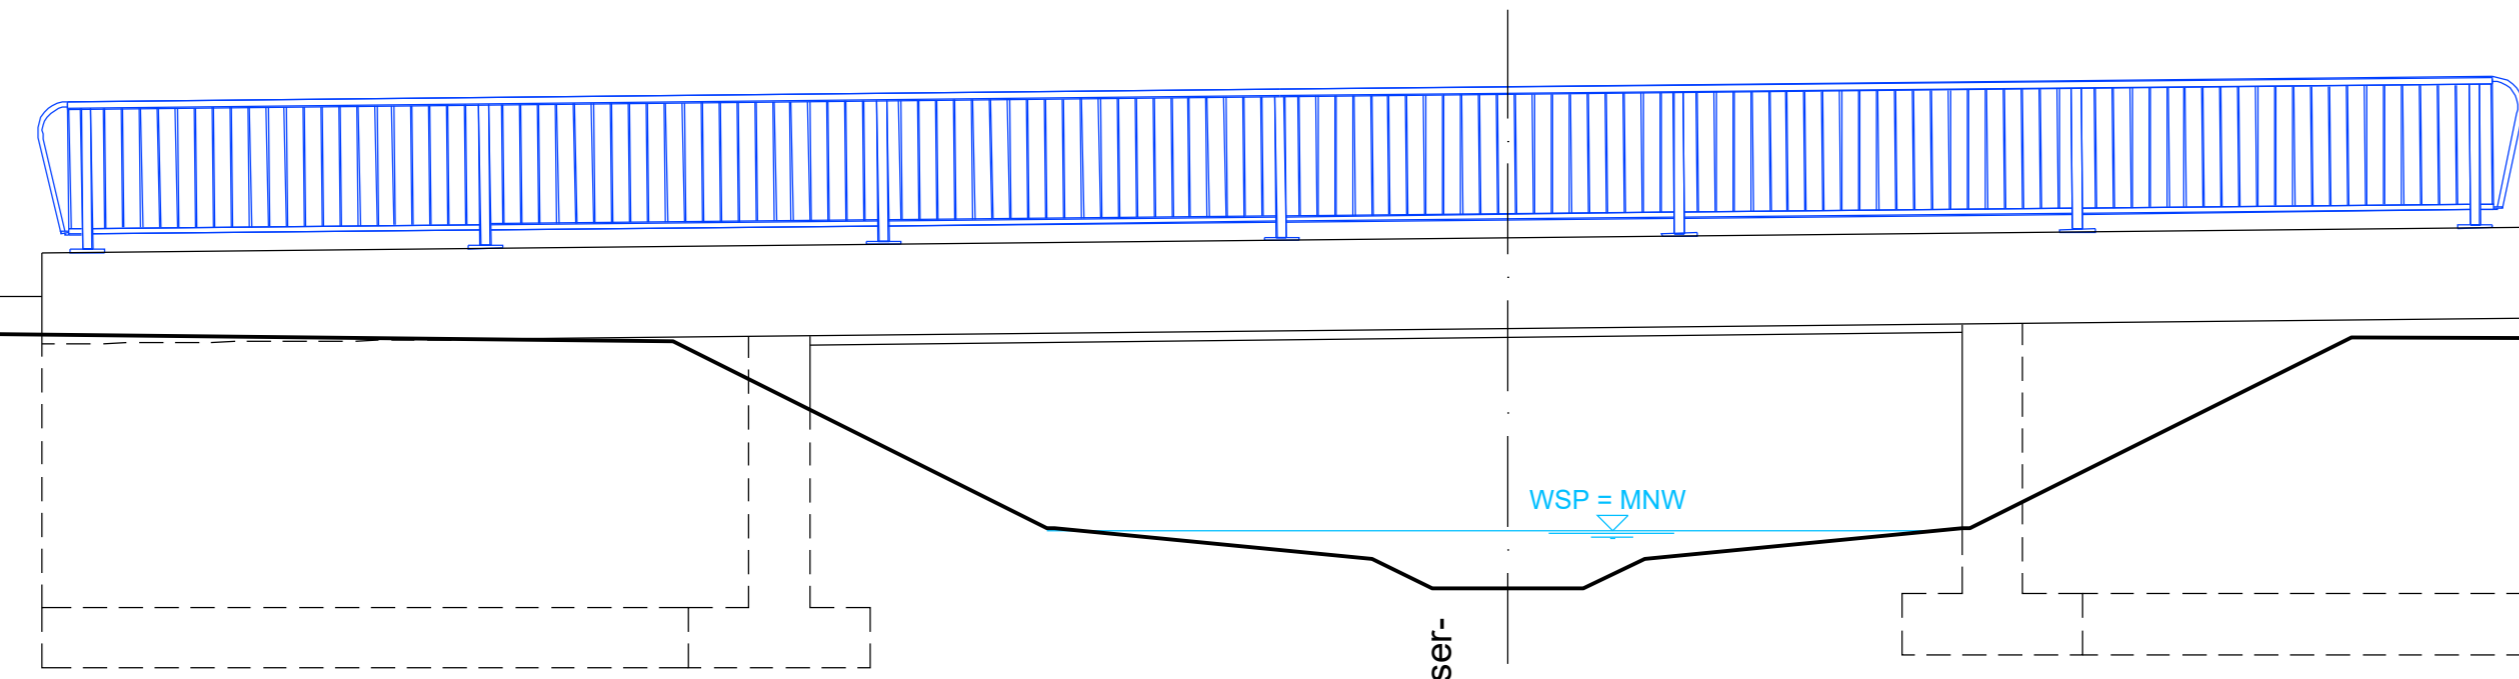 WSP = MNW
ser-